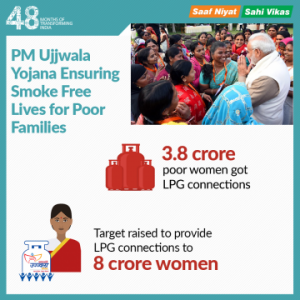 48 MONTHS OF
TRANSFORMING
INDIA
Saaf Niyat Sahi Vikas
PM Ujjwala
Yojana Ensuring
Smoke Free
Lives for Poor
Families
3.8 crore
poor women got
LPG connections
Target raised to provide
LPG connections to
8 crore women